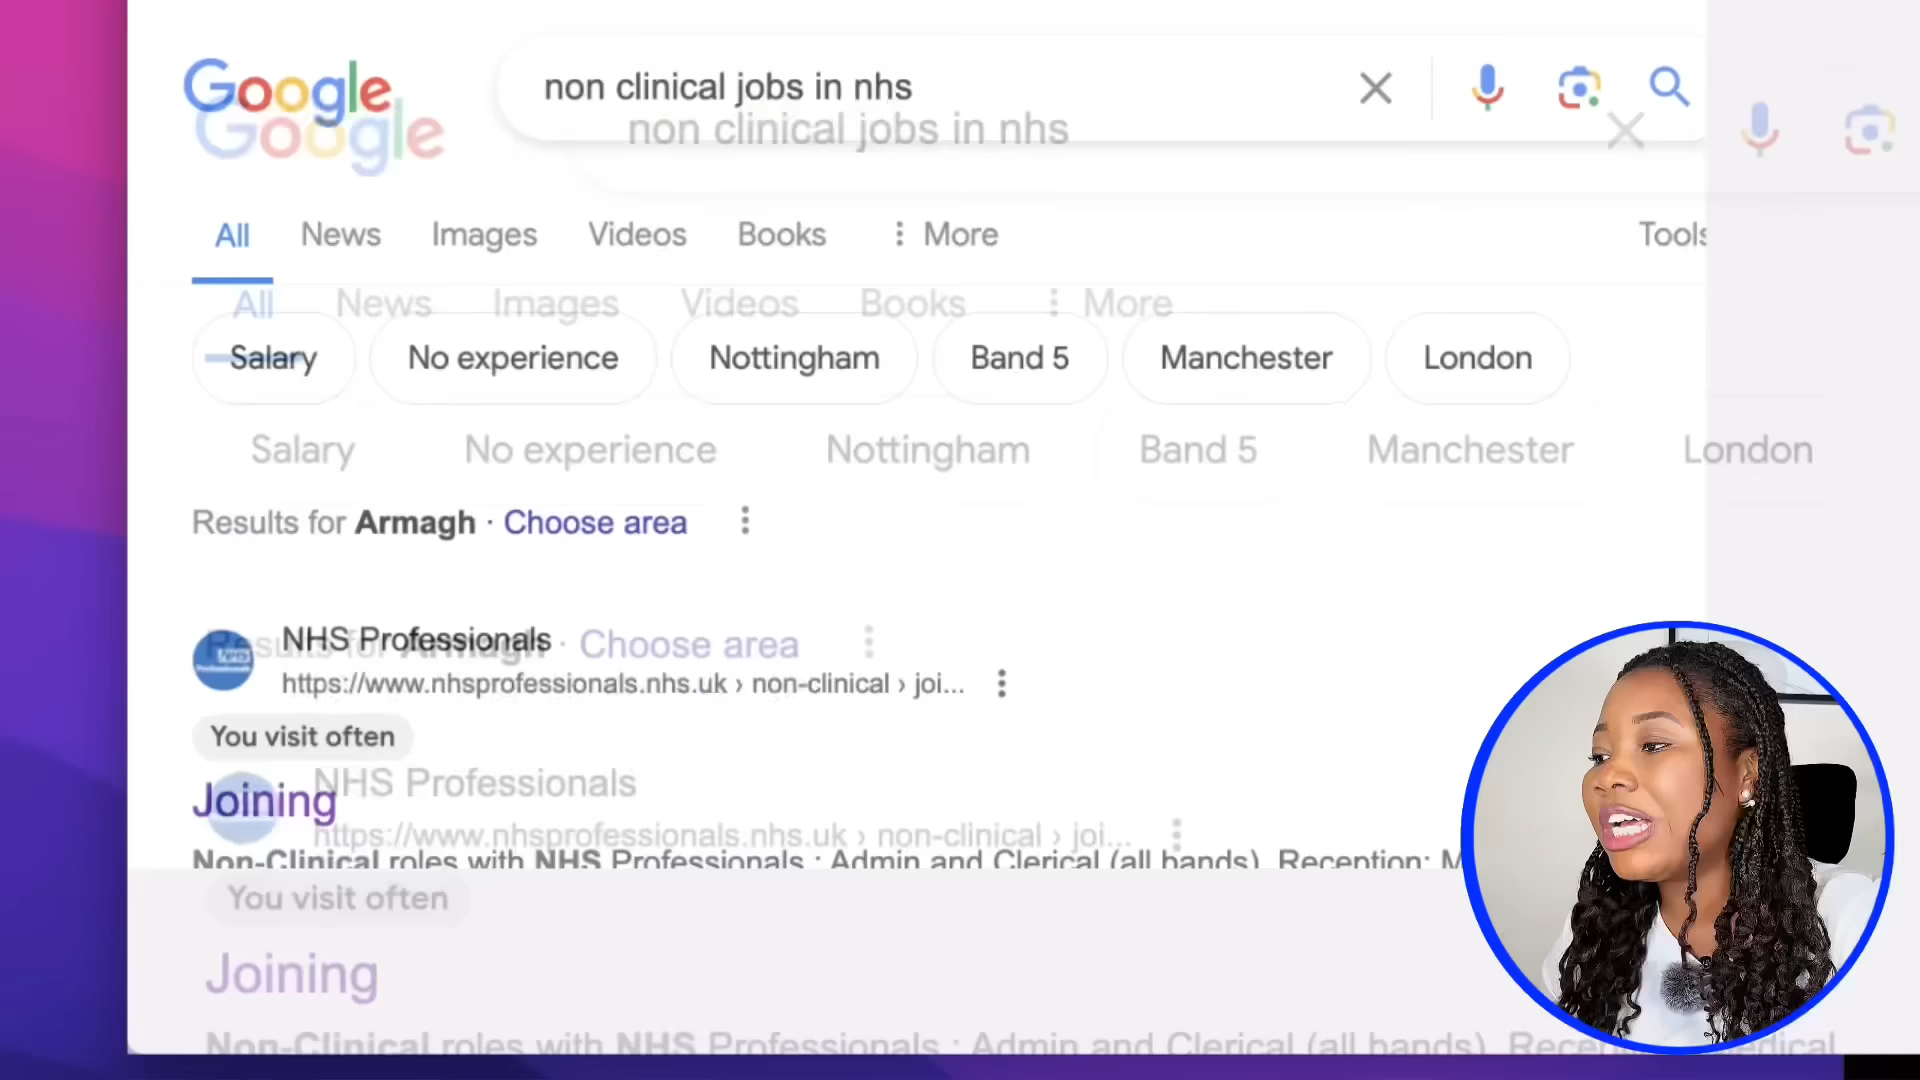 Google
non clinical jobs in nhs
Google
non clinical jobs in nhs
All News Images Videos Books More
Tools
All News Images Videos Books More
Salary No experience Nottingham Band 5 Manchester London
Salary No experience Nottingham Band 5 Manchester London
Results for Armagh · Choose area
NHS Professionals
Results for Armagh · Choose area
https://www.nhsprofessionals.nhs.uk › non-clinical › joi...
You visit often
NHS Professionals
Joining
https://www.nhsprofessionals.nhs.uk › non-clinical › joi...
Non-Clinical roles with NHS Professionals : Admin and Clerical (all bands). Reception:
You visit often
Joining
Non-Clinical roles with NHS Professionals : Admin and Clerical (all bands).